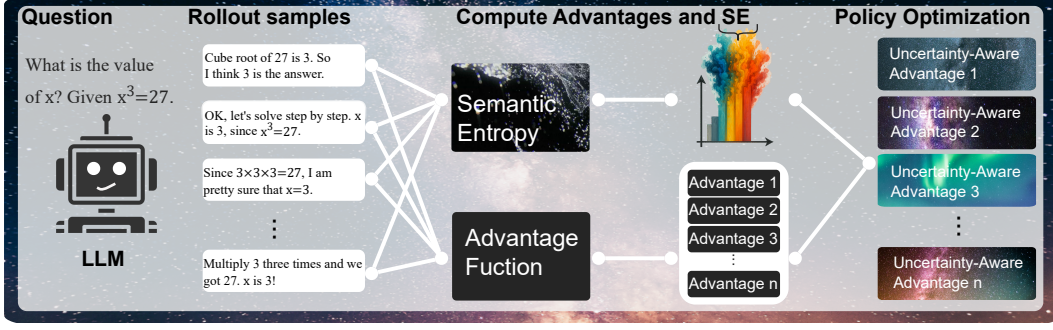 Question
What is the value
of x? Given x³=27.
LLM
Rollout samples
Cube root of 27 is 3. So
I think 3 is the answer.
OK, let's solve step by step. x
is 3, since x³=27.
Since 3×3×3=27, I am
pretty sure that x=3.
⋮
Multiply 3 three times and we
got 27. x is 3!
Compute Advantages and SE
Semantic
Entropy
Advantage
Fuction
Advantage 1
Advantage 2
Advantage 3
⋮
Advantage n
Policy Optimization
Uncertainty-Aware
Advantage 1
Uncertainty-Aware
Advantage 2
Uncertainty-Aware
Advantage 3
⋮
Uncertainty-Aware
Advantage n